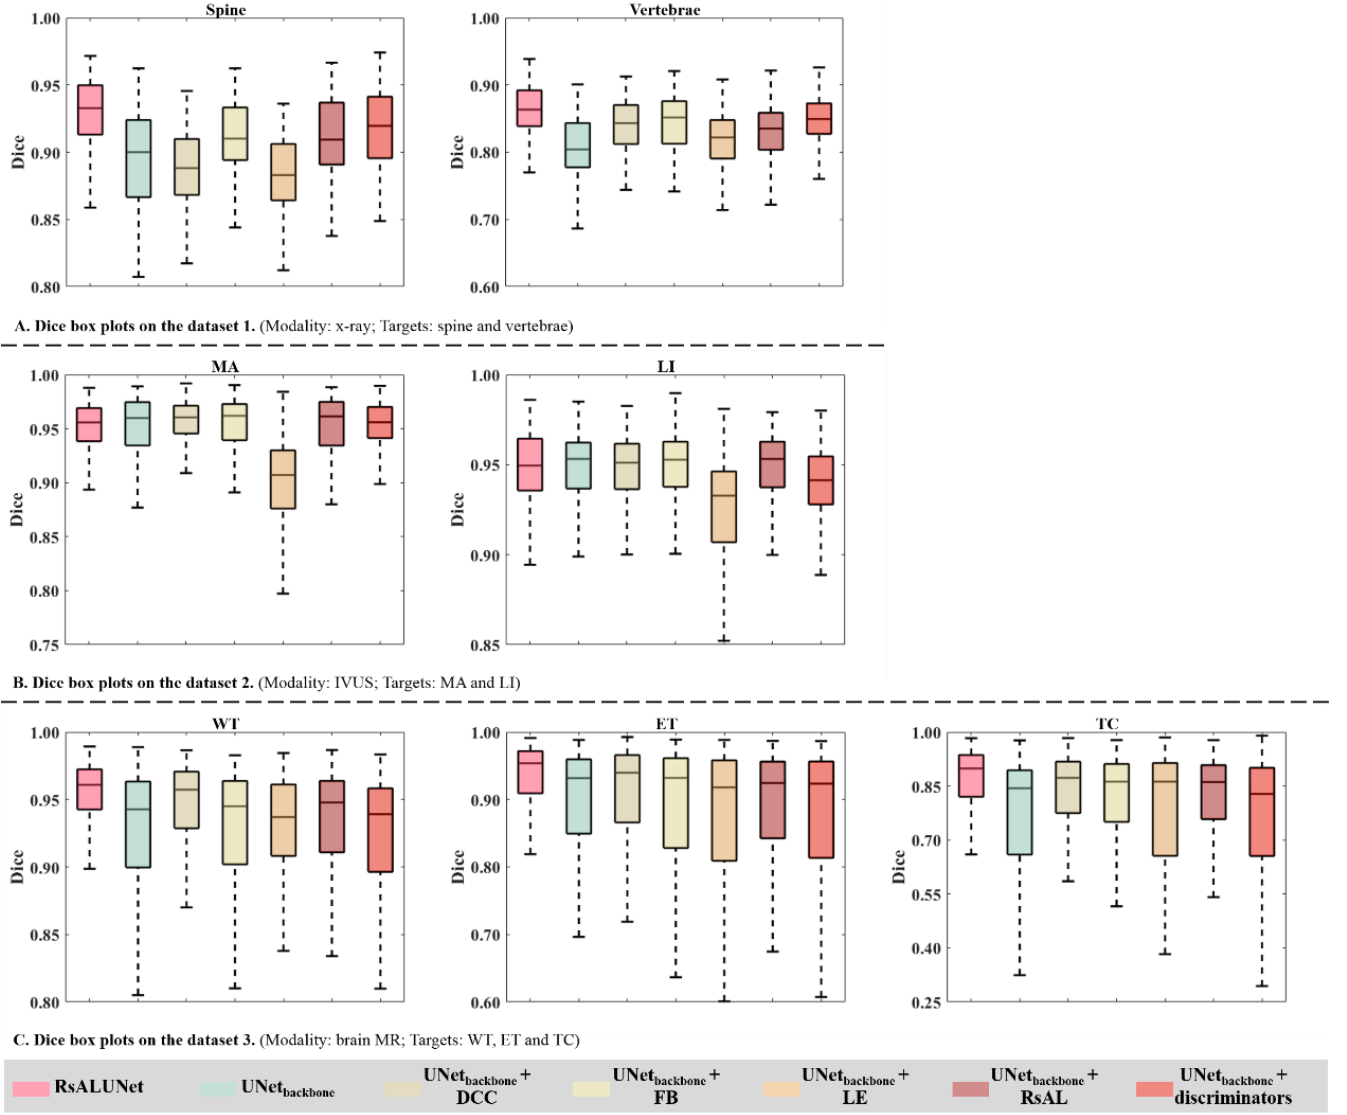 Spine
Vertebrae
1.00
0.95
0.90
0.85
0.80
Dice
1.00
0.90
0.80
0.70
0.60
Dice
A. Dice box plots on the dataset 1. (Modality: x-ray; Targets: spine and vertebrae)
MA
LI
1.00
0.95
0.90
0.85
0.80
0.75
Dice
1.00
0.95
0.90
0.85
Dice
B. Dice box plots on the dataset 2. (Modality: IVUS; Targets: MA and LI)
WT
ET
TC
1.00
0.95
0.90
0.85
0.80
Dice
1.00
0.90
0.80
0.70
0.60
Dice
1.00
0.85
0.70
0.55
0.40
0.25
Dice
C. Dice box plots on the dataset 3. (Modality: brain MR; Targets: WT, ET and TC)
RsALUNet
UNetbackbone
UNetbackbone +
DCC
UNetbackbone +
FB
UNetbackbone +
LE
UNetbackbone +
RsAL
UNetbackbone +
discriminators